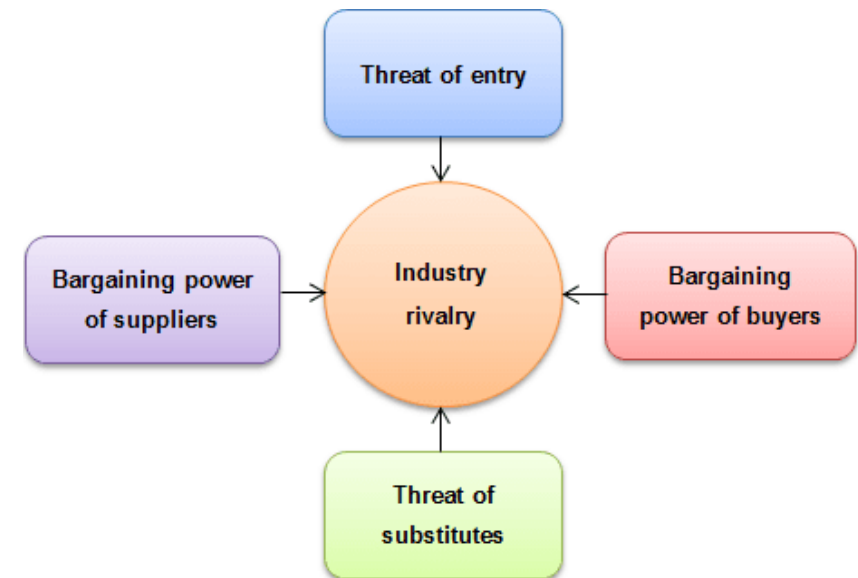 Threat of entry
Bargaining power
of suppliers
Industry
rivalry
Bargaining
power of buyers
Threat of
substitutes